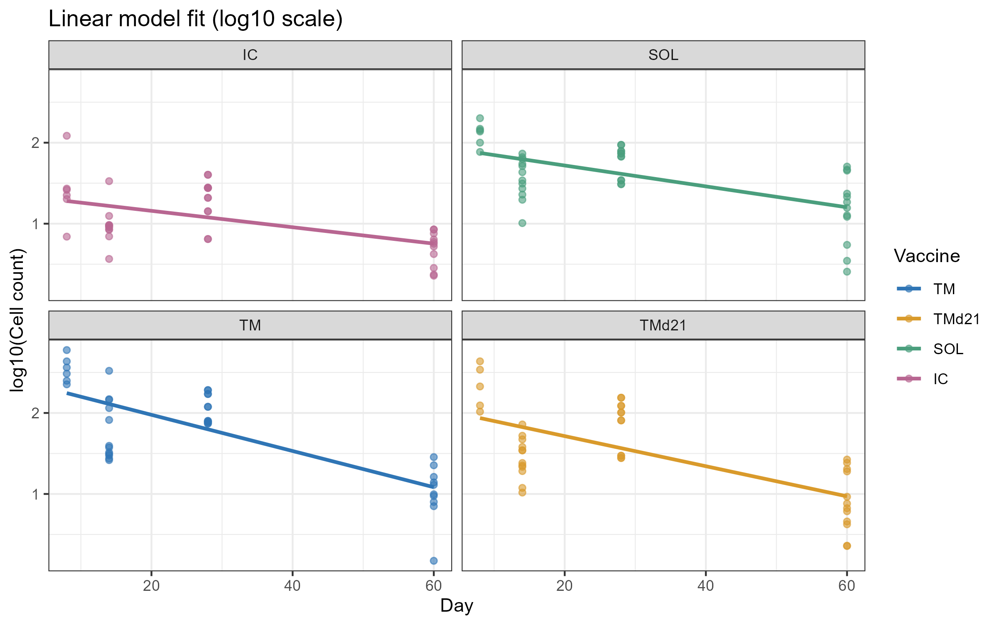 Linear model fit (log10 scale)
IC
SOL
2
1
TM
TMd21
2
1
20
40
60
20
40
60
Day
log10(Cell count)
Vaccine
TM
TMd21
SOL
IC